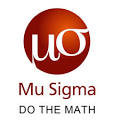 μσ
Mu Sigma
DO THE MATH